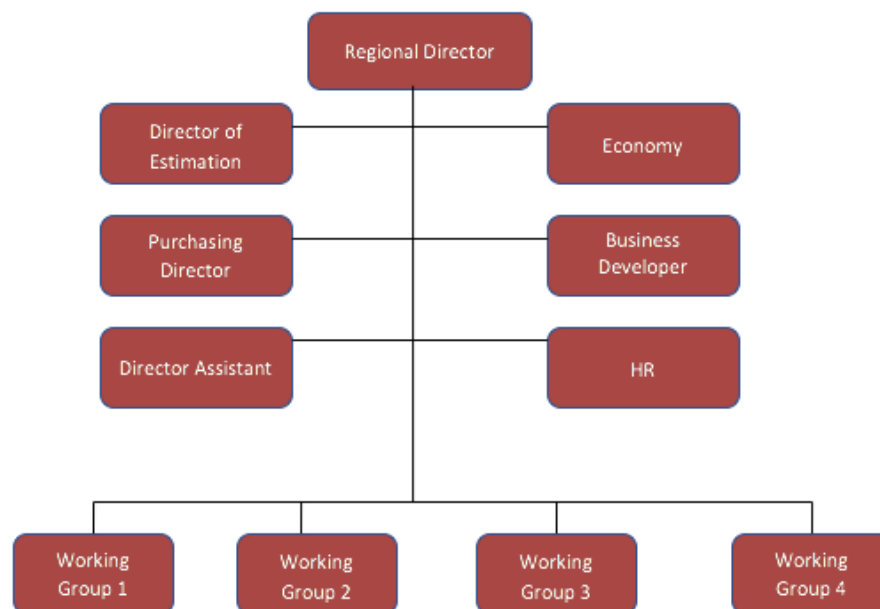 Regional Director
Director of
Estimation
Economy
Purchasing
Director
Business
Developer
Director Assistant
HR
Working
Group 1
Working
Group 2
Working
Group 3
Working
Group 4